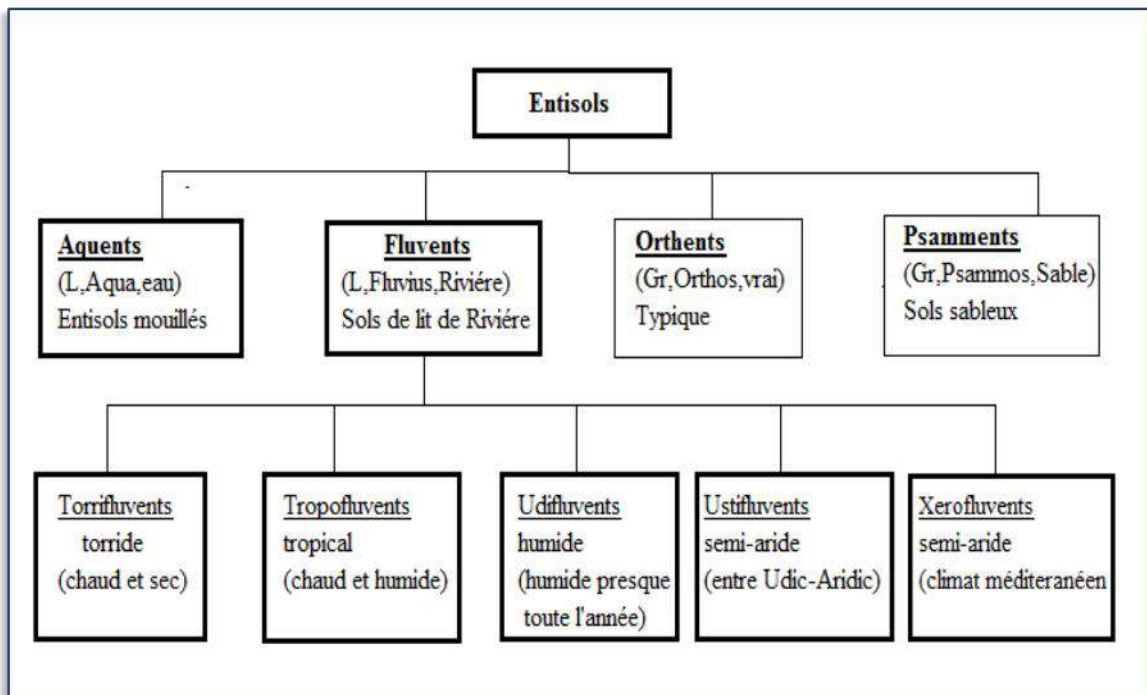 Entisols
Aquents
(L,Aqua,eau)
Entisols mouillés
Fluvents
(L,Fluvius,Riviére)
Sols de lit de Riviére
Orthents
(Gr,Orthos,vrai)
Typique
Psamments
(Gr,Psammos,Sable)
Sols sableux
Torrifluvents
torride
(chaud et sec)
Tropofluvents
tropical
(chaud et humide)
Udifluvents
humide
(humide presque
toute l'année)
Ustifluvents
semi-aride
(entre Udic-Aridic)
Xerofluvents
semi-aride
(climat méditeranéen